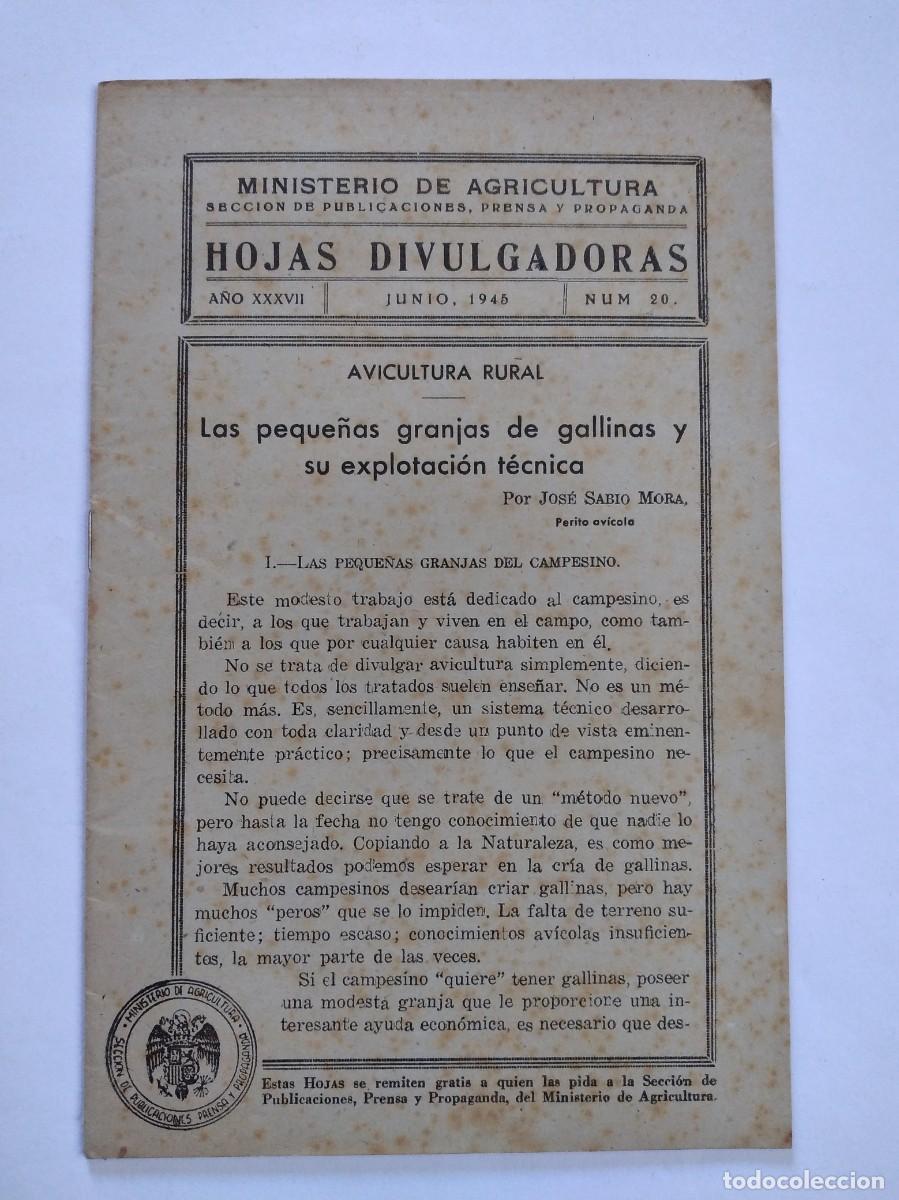 MINISTERIO DE AGRICULTURA
SECCION DE PUBLICACIONES, PRENSA Y PROPAGANDA
HOJAS DIVULGADORAS
AÑO XXXVII JUNIO, 1945 NUM 20.
AVICULTURA RURAL
Las pequeñas granjas de gallinas y
su explotación técnica
Por JOSÉ SABIO MORA,
Perito avícola
I.—LAS PEQUEÑAS GRANJAS DEL CAMPESINO.
Este modesto trabajo está dedicado al campesino, es
decir, a los que trabajan y viven en el campo, como tam-
bién a los que por cualquier causa habiten en él.
No se trata de divulgar avicultura simplemente, dicien-
do lo que todos los tratados suelen enseñar. No es un mé-
todo más. Es, sencillamente, un sistema técnico desarro-
llado con toda claridad y desde un punto de vista eminen-
temente práctico; precisamente lo que el campesino ne-
cesita.
No puede decirse que se trate de un "método nuevo",
pero hasta la fecha no tengo conocimiento de que nadie lo
haya aconsejado. Copiando a la Naturaleza, es como me-
jores resultados podemos esperar en la cría de gallinas.
Muchos campesinos desearían criar gallinas, pero hay
muchos "peros" que se lo impiden. La falta de terreno su-
ficiente; tiempo escaso; conocimientos avícolas insuficien-
tes, la mayor parte de las veces.
Si el campesino "quiere" tener gallinas, poseer
una modesta granja que le proporcione una in-
teresante ayuda económica, es necesario que des-
MINISTERIO DE AGRICULTURA
SECCION DE PUBLICACIONES PRENSA Y PROPAGANDA
Estas HOJAS se remiten gratis a quien las pida a la Sección de
Publicaciones, Prensa y Propaganda, del Ministerio de Agricultura.
todocoleccion